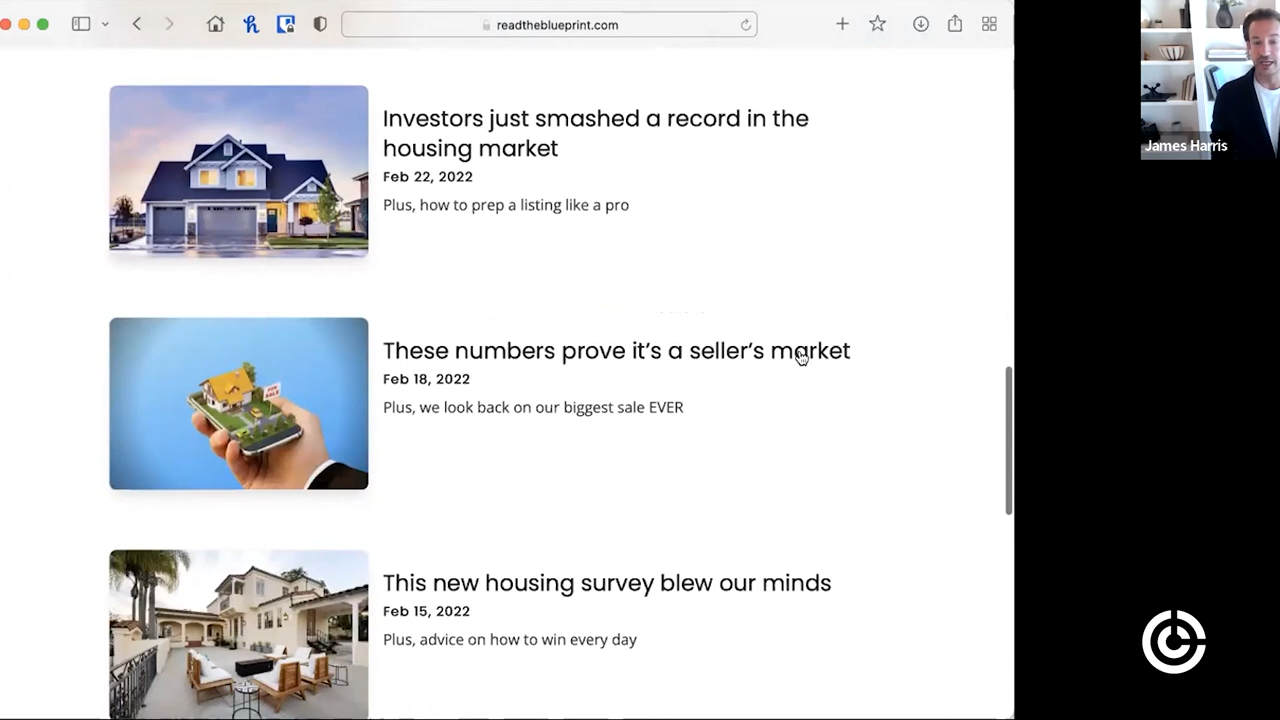 readtheblueprint.com
James Harris
Investors just smashed a record in the
housing market
Feb 22, 2022
Plus, how to prep a listing like a pro
These numbers prove it’s a seller’s market
Feb 18, 2022
Plus, we look back on our biggest sale EVER
FOR
SALE
This new housing survey blew our minds
Feb 15, 2022
Plus, advice on how to win every day